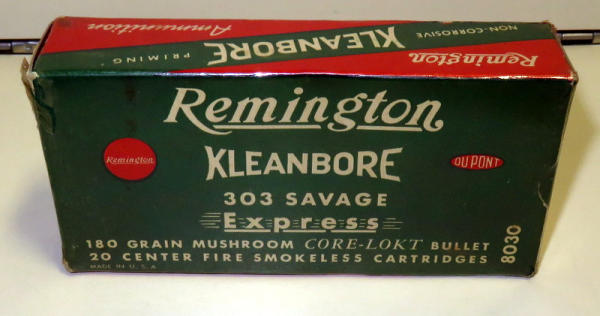 Ammunition
Remington
PRIMING
KLEANBORE
NON-CORROSIVE
Remington
Remington
KLEANBORE
DU PONT
303 SAVAGE
Express
180 GRAIN MUSHROOM CORE-LOKT BULLET
20 CENTER FIRE SMOKELESS CARTRIDGES
8030
MADE IN U. S. A